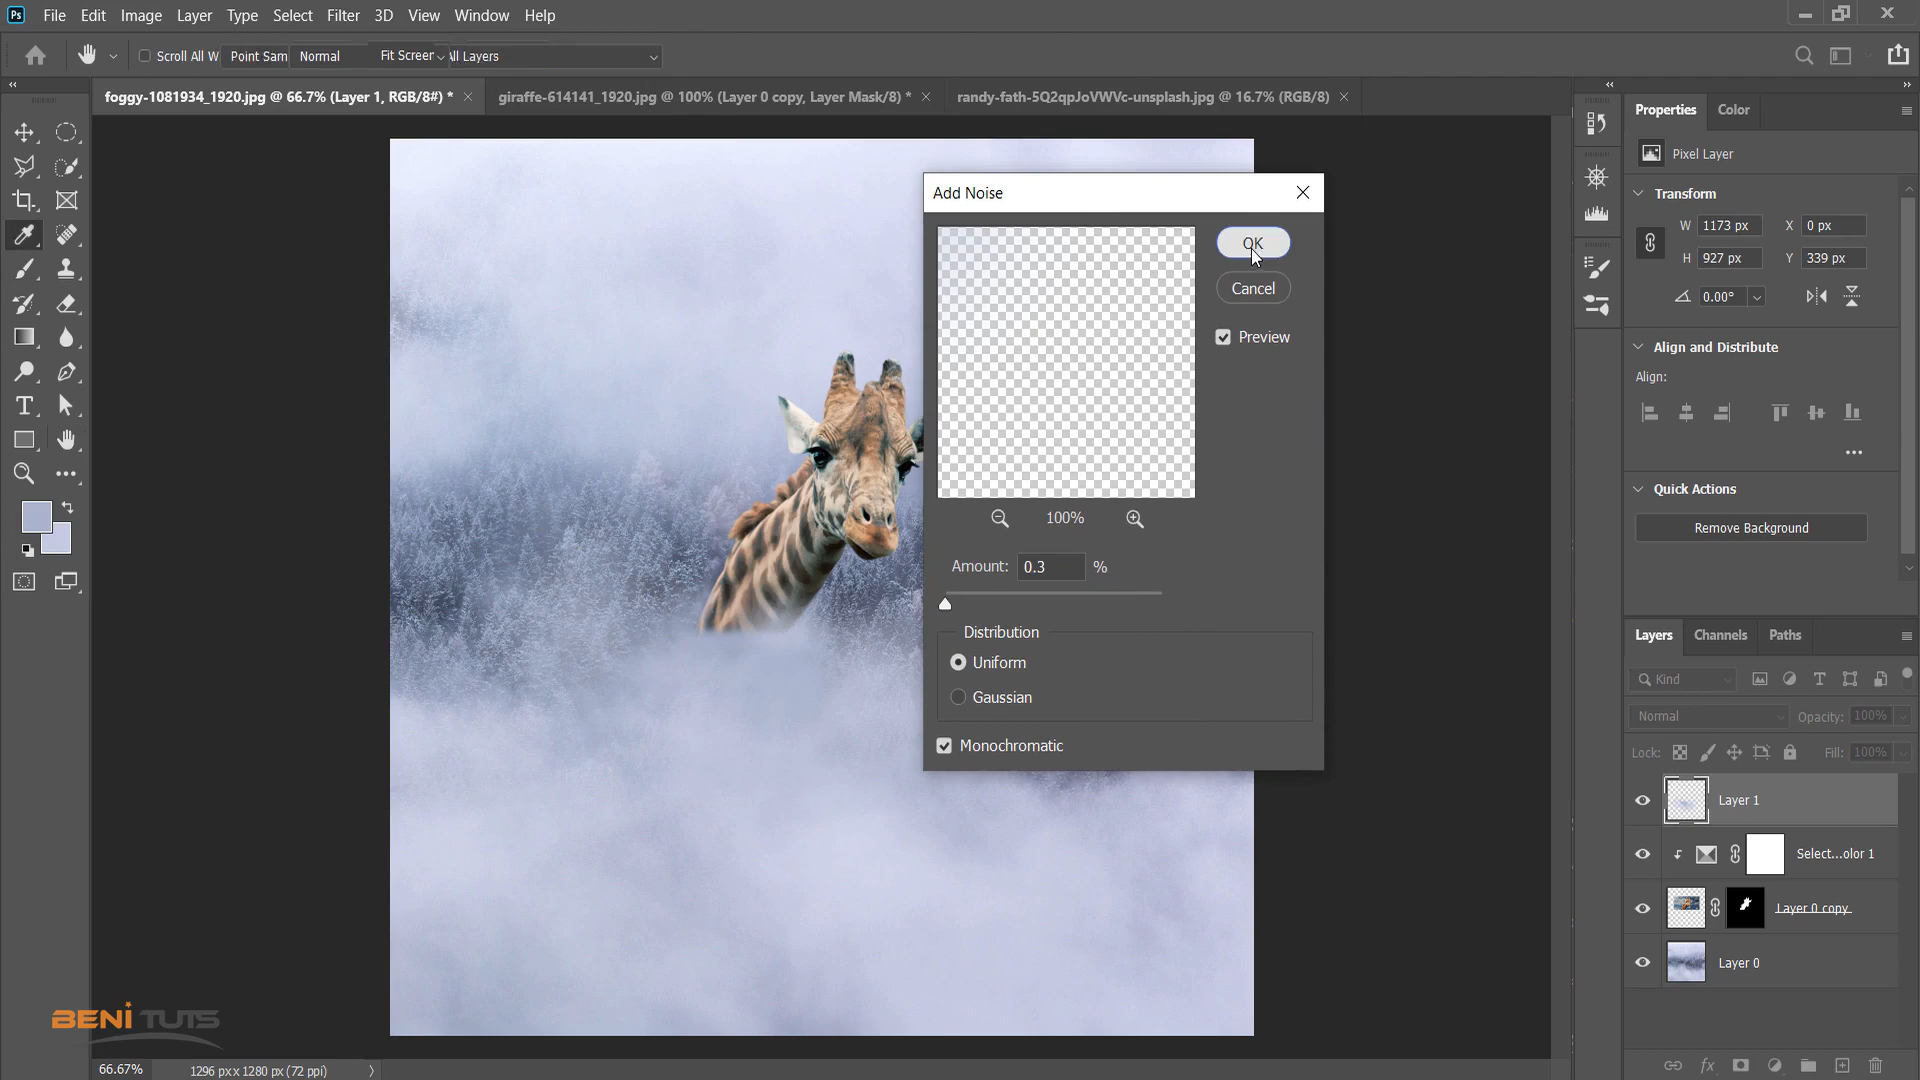 Ps File Edit Image Layer Type Select Filter 3D View Window Help
Scroll All W Point Sam Normal Fit Screen All Layers
foggy-1081934_1920.jpg @ 66.7% (Layer 1, RGB/8#) * giraffe-614141_1920.jpg @ 100% (Layer 0 copy, Layer Mask/8) * randy-fath-5Q2qpJoVWVc-unsplash.jpg @ 16.7% (RGB/8)
Properties Color
Pixel Layer
Transform
W 1173 px X 0 px
H 927 px Y 339 px
0.00°
Align and Distribute
Align:
Quick Actions
Remove Background
Add Noise
OK
Cancel
Preview
100%
Amount: 0.3 %
Distribution
Uniform
Gaussian
Monochromatic
Layers Channels Paths
Kind
Normal Opacity: 100%
Lock: Fill: 100%
Layer 1
Select...olor 1
Layer 0 copy
Layer 0
fx
BENI TUTS
66.67% 1296 px x 1280 px (72 ppi)